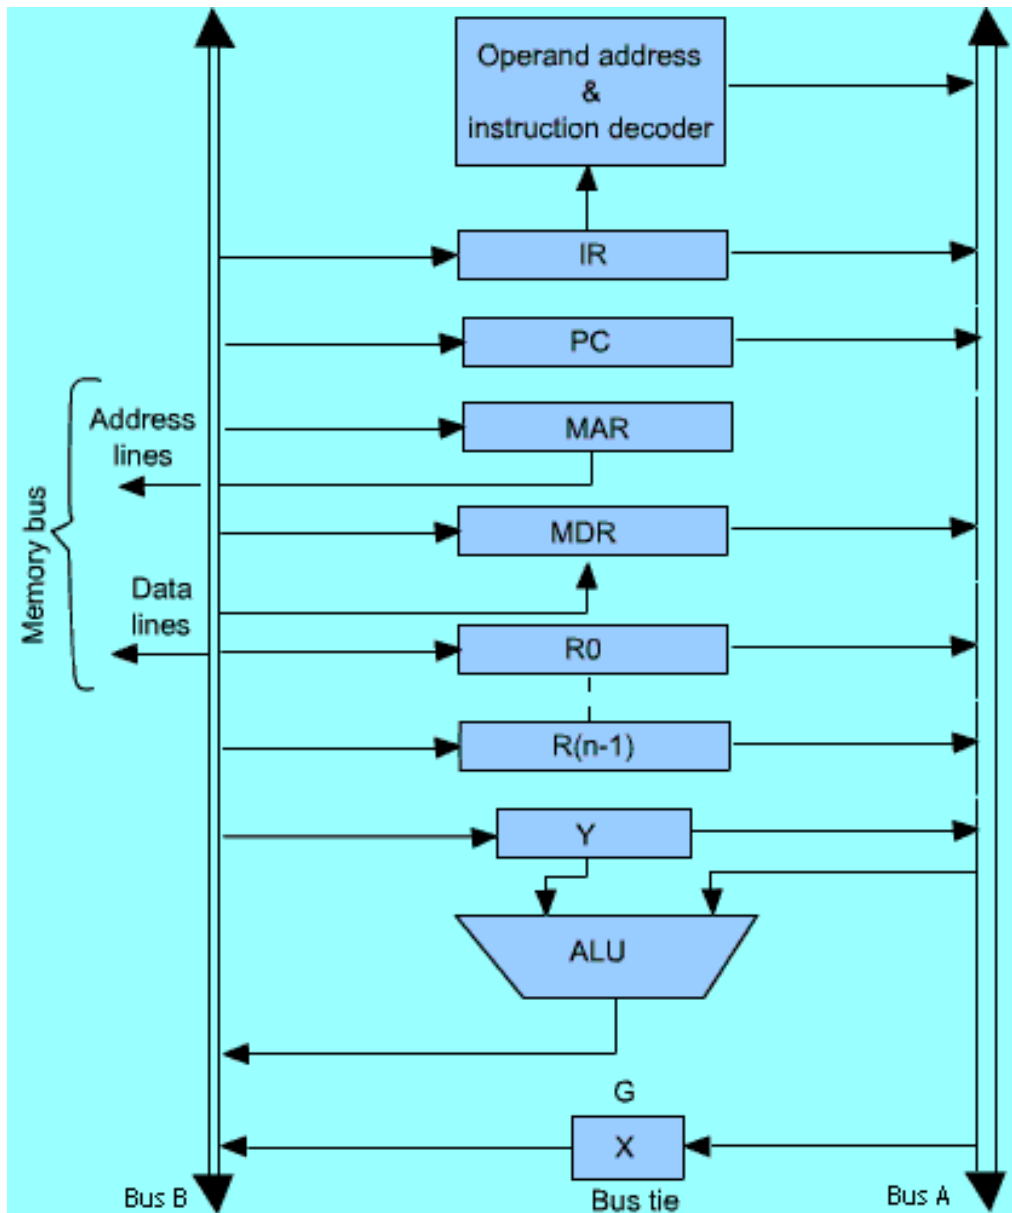 Operand address
&
instruction decoder
IR
PC
Address
lines
MAR
Memory bus
MDR
Data
lines
R0
R(n-1)
Y
ALU
G
X
Bus B
Bus tie
Bus A